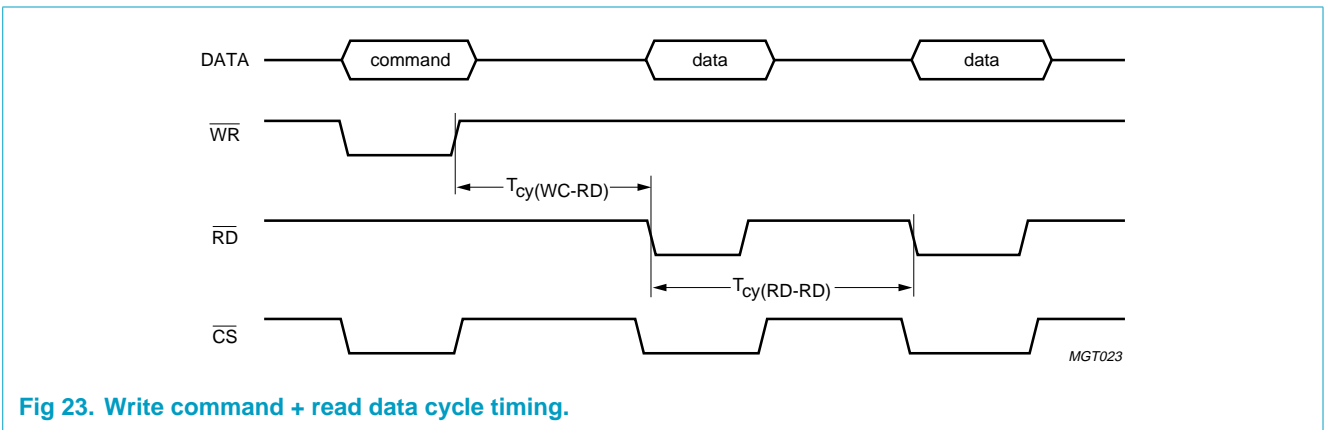 DATA command data data
WR
Tcy(WC-RD)
RD
Tcy(RD-RD)
CS
MGT023
Fig 23. Write command + read data cycle timing.